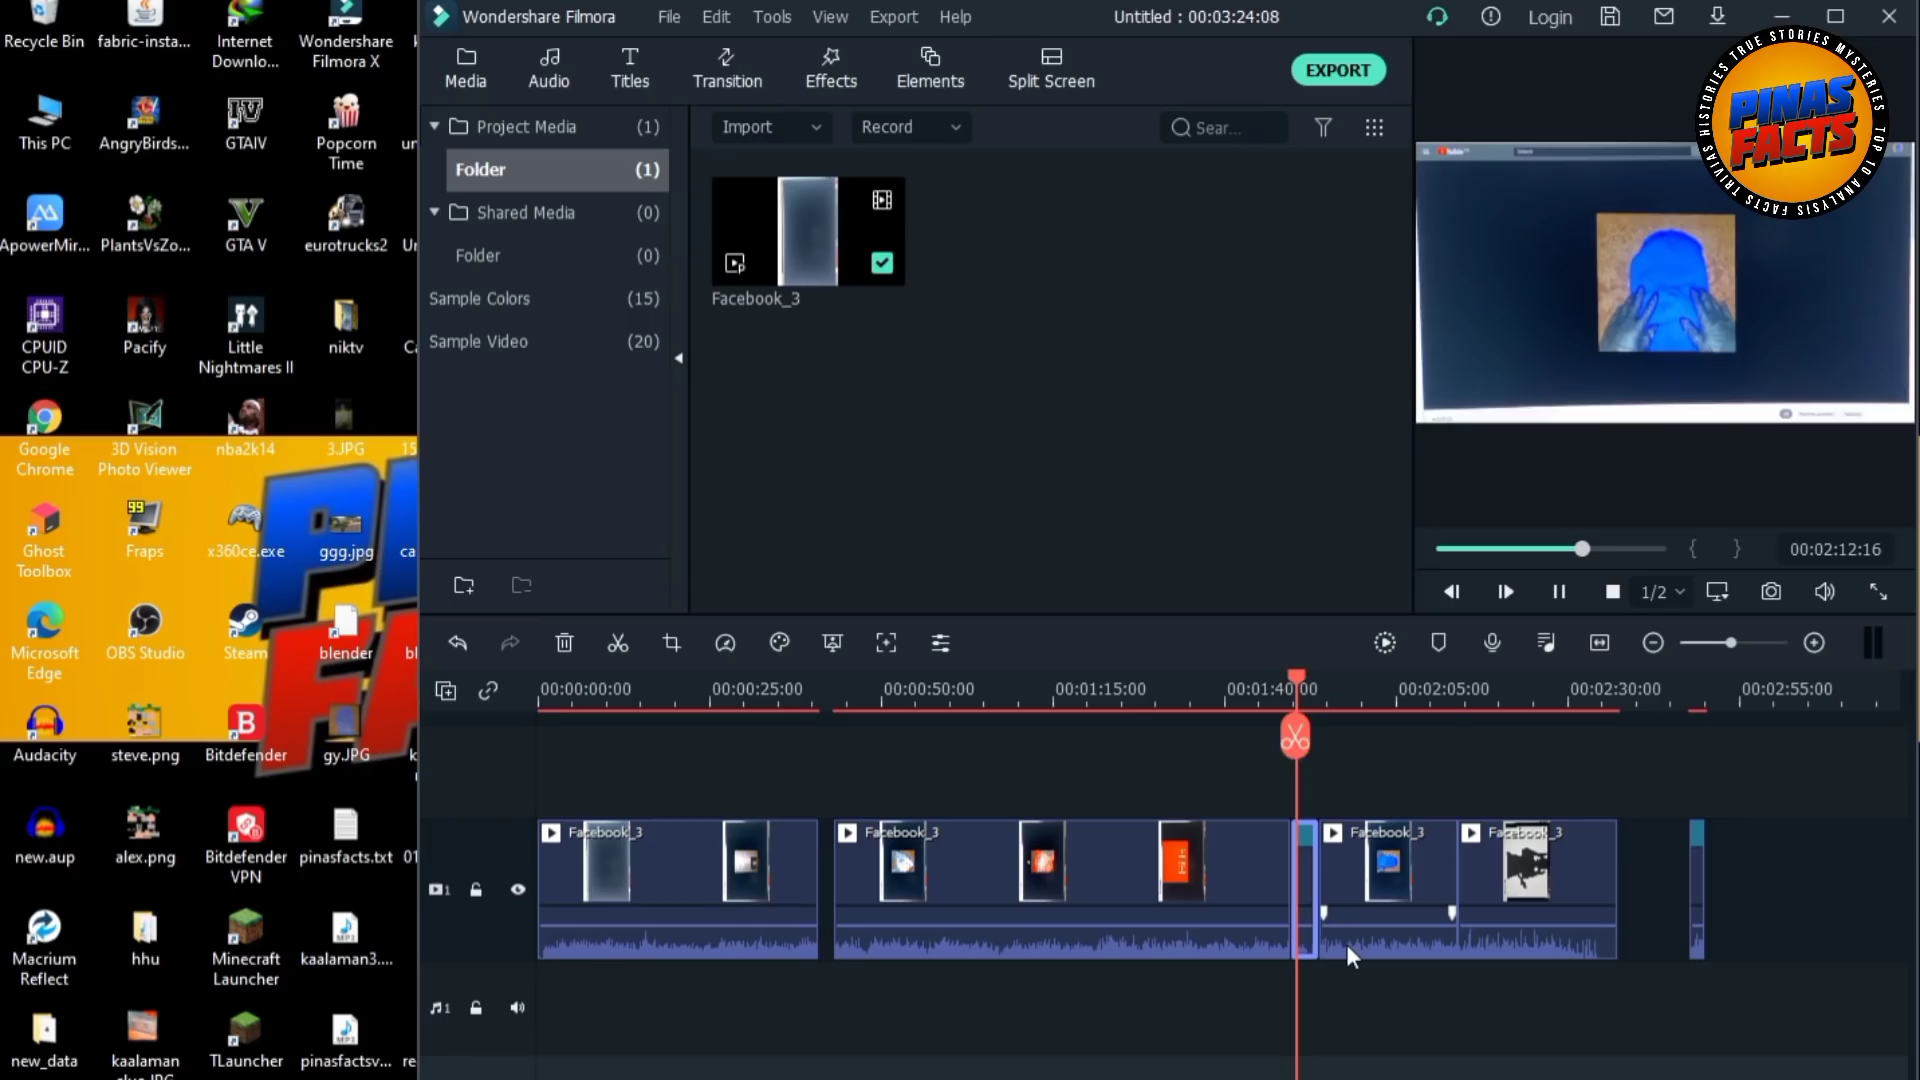 Recycle Bin
fabric-insta...
Internet
Downlo...
Wondershare
Filmora X
This PC
AngryBirds...
GTAIV
Popcorn
Time
ApowerMir...
PlantsVsZo...
GTA V
eurotrucks2
CPUID
CPU-Z
Pacify
Little
Nightmares II
niktv
Google
Chrome
3D Vision
Photo Viewer
nba2k14
3.JPG
15
Ghost
Toolbox
99
Fraps
x360ce.exe
ggg.jpg
ca
Microsoft
Edge
OBS Studio
Steam
blender
bl
Audacity
steve.png
Bitdefender
gy.JPG
new.aup
alex.png
Bitdefender
VPN
pinasfacts.txt
01
Macrium
Reflect
hhu
Minecraft
Launcher
kaalaman3....
new_data
kaalaman
TLauncher
pinasfactsv...
re
Wondershare Filmora
File
Edit
Tools
View
Export
Help
Untitled : 00:03:24:08
Login
Media
Audio
Titles
Transition
Effects
Elements
Split Screen
EXPORT
Project Media (1)
Folder (1)
Shared Media (0)
Folder (0)
Sample Colors (15)
Sample Video (20)
Import
Record
Sear...
Facebook_3
PINAS
FACTS
HISTORIES TRUE STORIES MYSTERIES TOP 10 ANALYSIS FACTS TRIVIAS
{ }
00:02:12:16
1/2
00:00:00:00
00:00:25:00
00:00:50:00
00:01:15:00
00:01:40:00
00:02:05:00
00:02:30:00
00:02:55:00
Facebook_3
Facebook_3
Facebook_3
Facebook_3
1
1